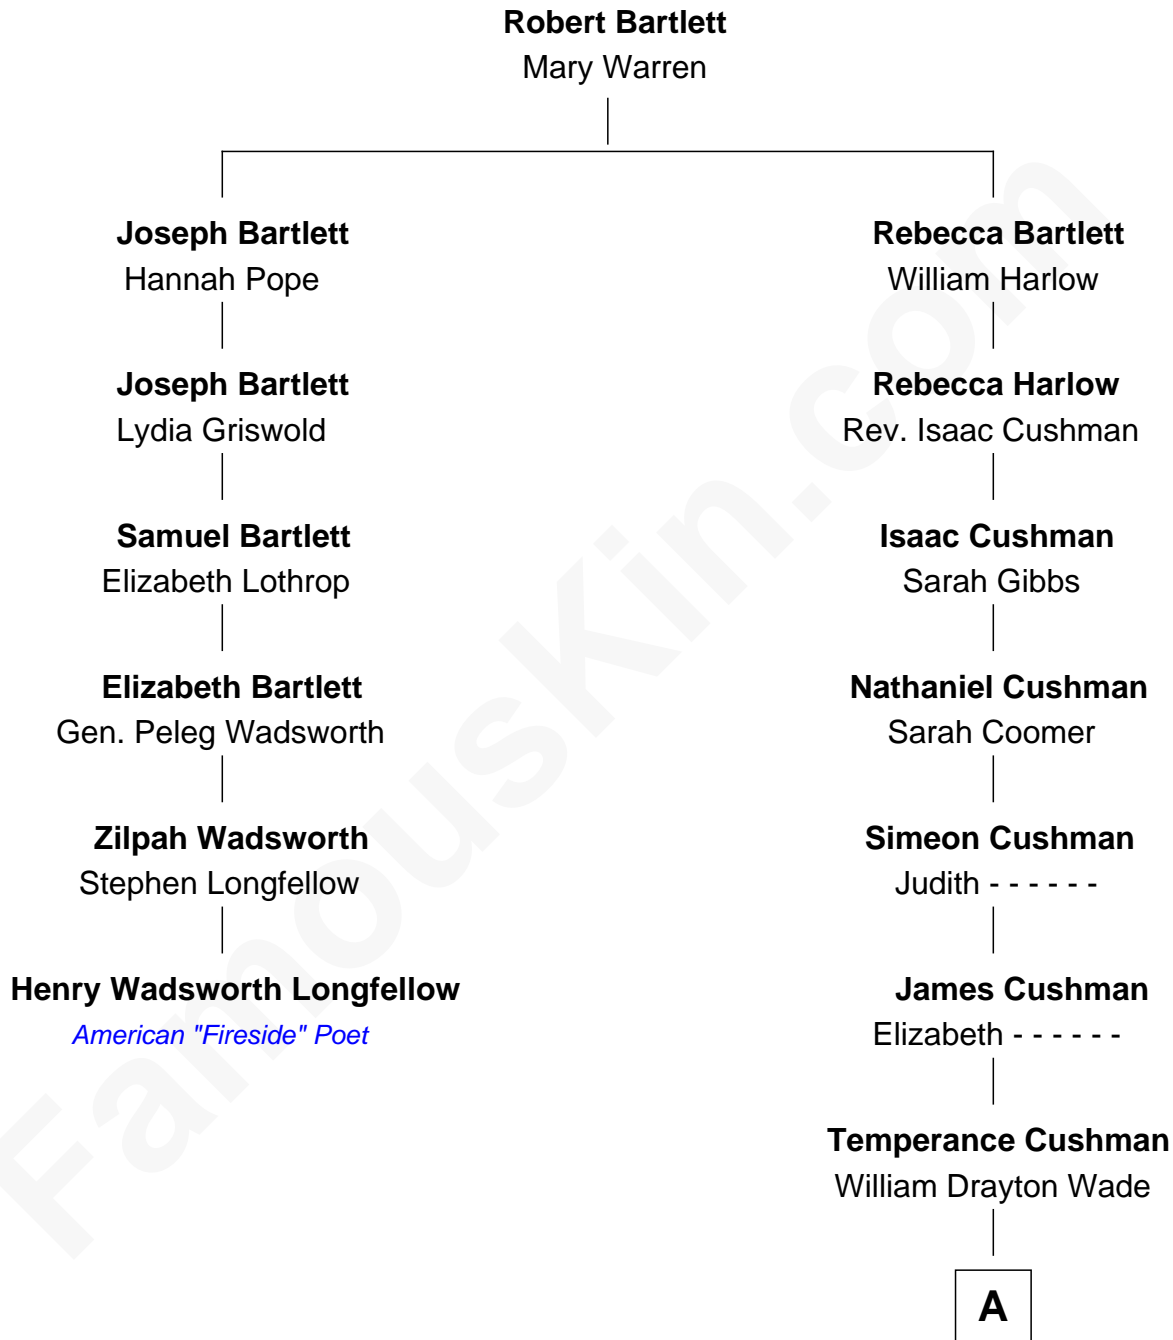 Robert Bartlett
Mary Warren
Joseph Bartlett
Hannah Pope
Rebecca Bartlett
William Harlow
Joseph Bartlett
Lydia Griswold
Rebecca Harlow
Rev. Isaac Cushman
Samuel Bartlett
Elizabeth Lothrop
Isaac Cushman
Sarah Gibbs
Elizabeth Bartlett
Gen. Peleg Wadsworth
Nathaniel Cushman
Sarah Coomer
Zilpah Wadsworth
Stephen Longfellow
Simeon Cushman
Judith - - - - - -
Henry Wadsworth Longfellow
American "Fireside" Poet
James Cushman
Elizabeth - - - - - -
Temperance Cushman
William Drayton Wade
A
FamousKin.com